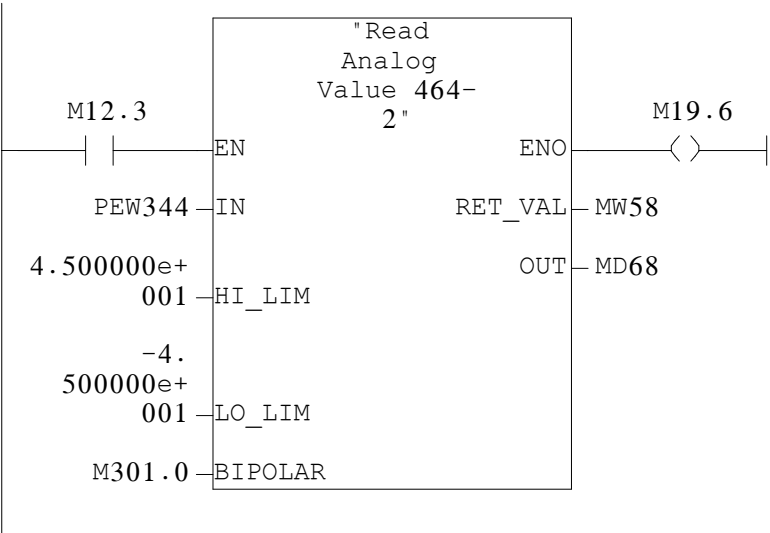 "Read
Analog
Value 464-
2"
M12.3
M19.6
EN
ENO
PEW344
IN
RET_VAL
MW58
4.500000e+
001
HI_LIM
OUT
MD68
-4.
500000e+
001
LO_LIM
M301.0
BIPOLAR